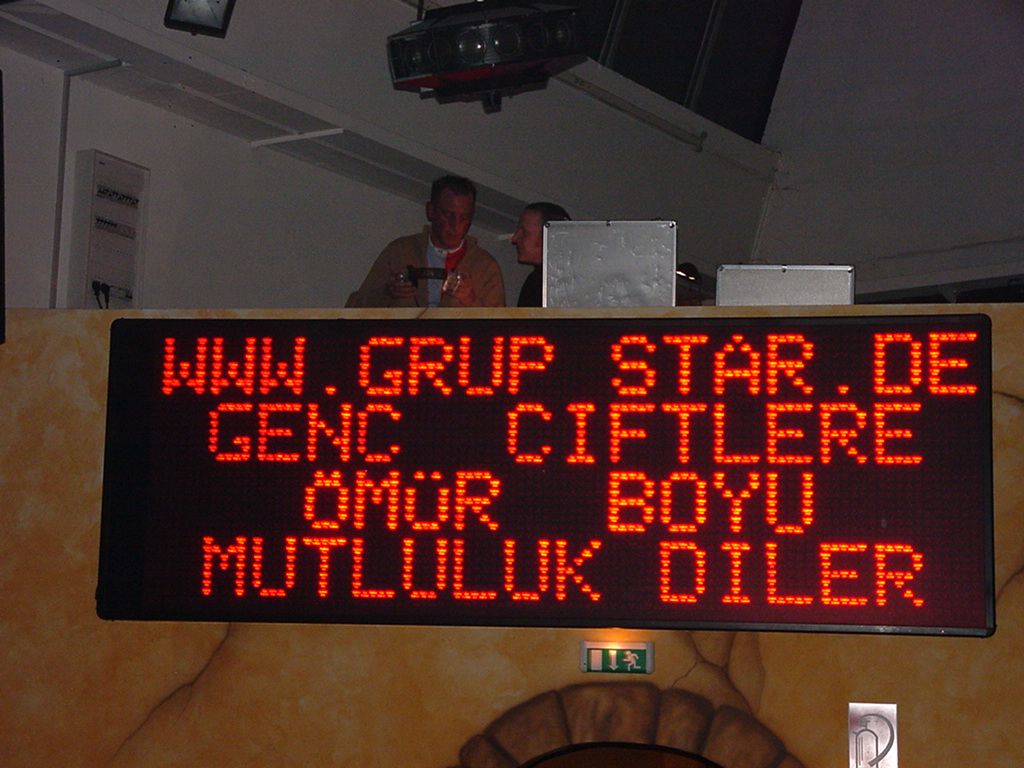 WWW.GRUP STAR.DE
GENC CIFTLERE
ÖMÜR BOYU
MUTLULUK DILER